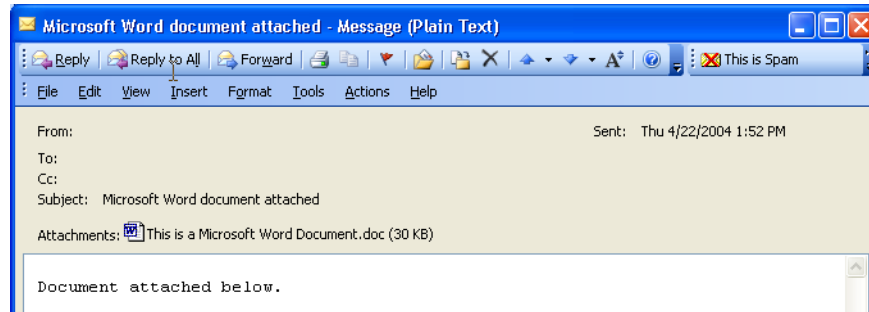 Microsoft Word document attached - Message (Plain Text)
Reply Reply to All Forward This is Spam
File Edit View Insert Format Tools Actions Help
From: Sent: Thu 4/22/2004 1:52 PM
To:
Cc:
Subject: Microsoft Word document attached
Attachments: This is a Microsoft Word Document.doc (30 KB)
Document attached below.